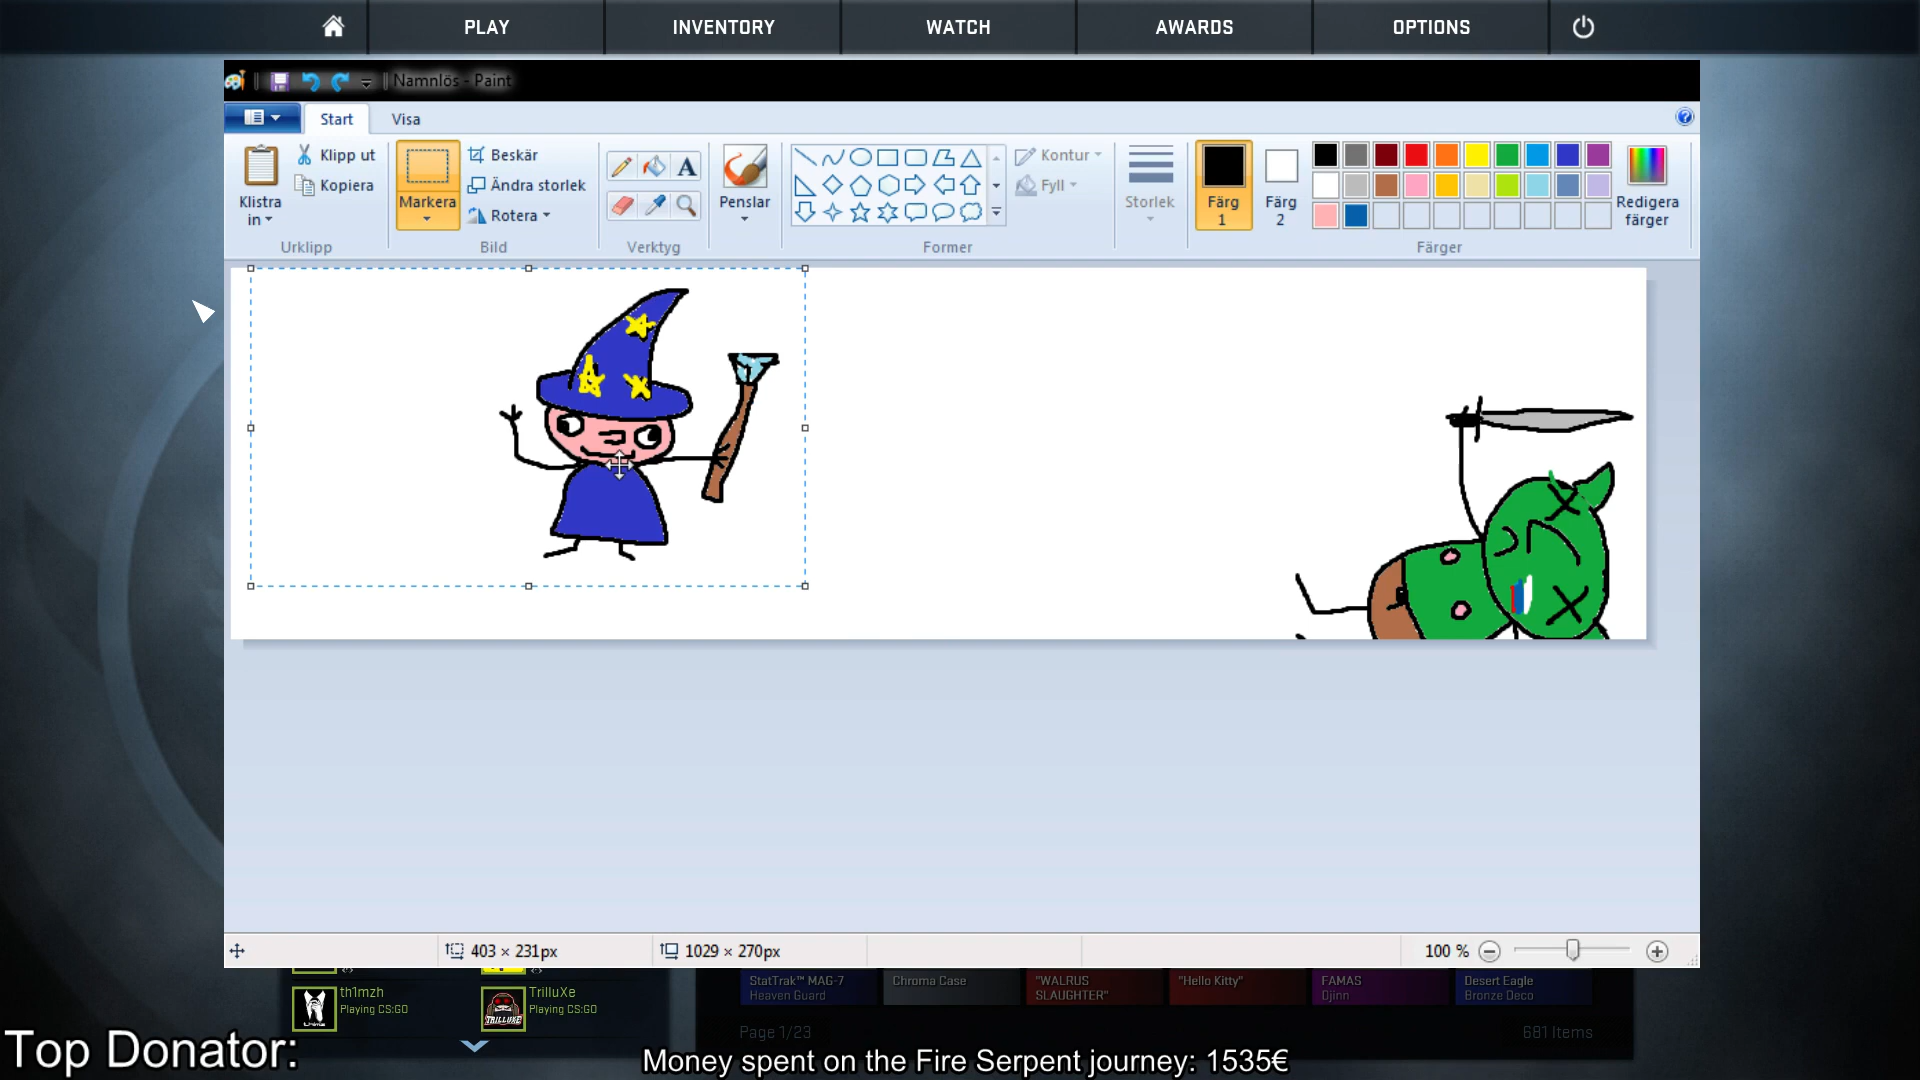 PLAY INVENTORY WATCH AWARDS OPTIONS
Namnlös - Paint
Start Visa
Klistra in
Klipp ut
Kopiera
Urklipp
Markera
Beskär
Ändra storlek
Rotera
Bild
A
Verktyg
Penslar
Former
Kontur
Fyll
Storlek
Färg 1
Färg 2
Färger
Redigera färger
403 × 231px 1029 × 270px 100 %
th1mzh
Playing CS:GO
TrilluXe
Playing CS:GO
TRILLUXE
StatTrak™ MAG-7
Heaven Guard
Chroma Case
"WALRUS
SLAUGHTER"
"Hello Kitty"
FAMAS
Djinn
Desert Eagle
Bronze Deco
Page 1/23 681 Items
Top Donator:
Money spent on the Fire Serpent journey: 1535€